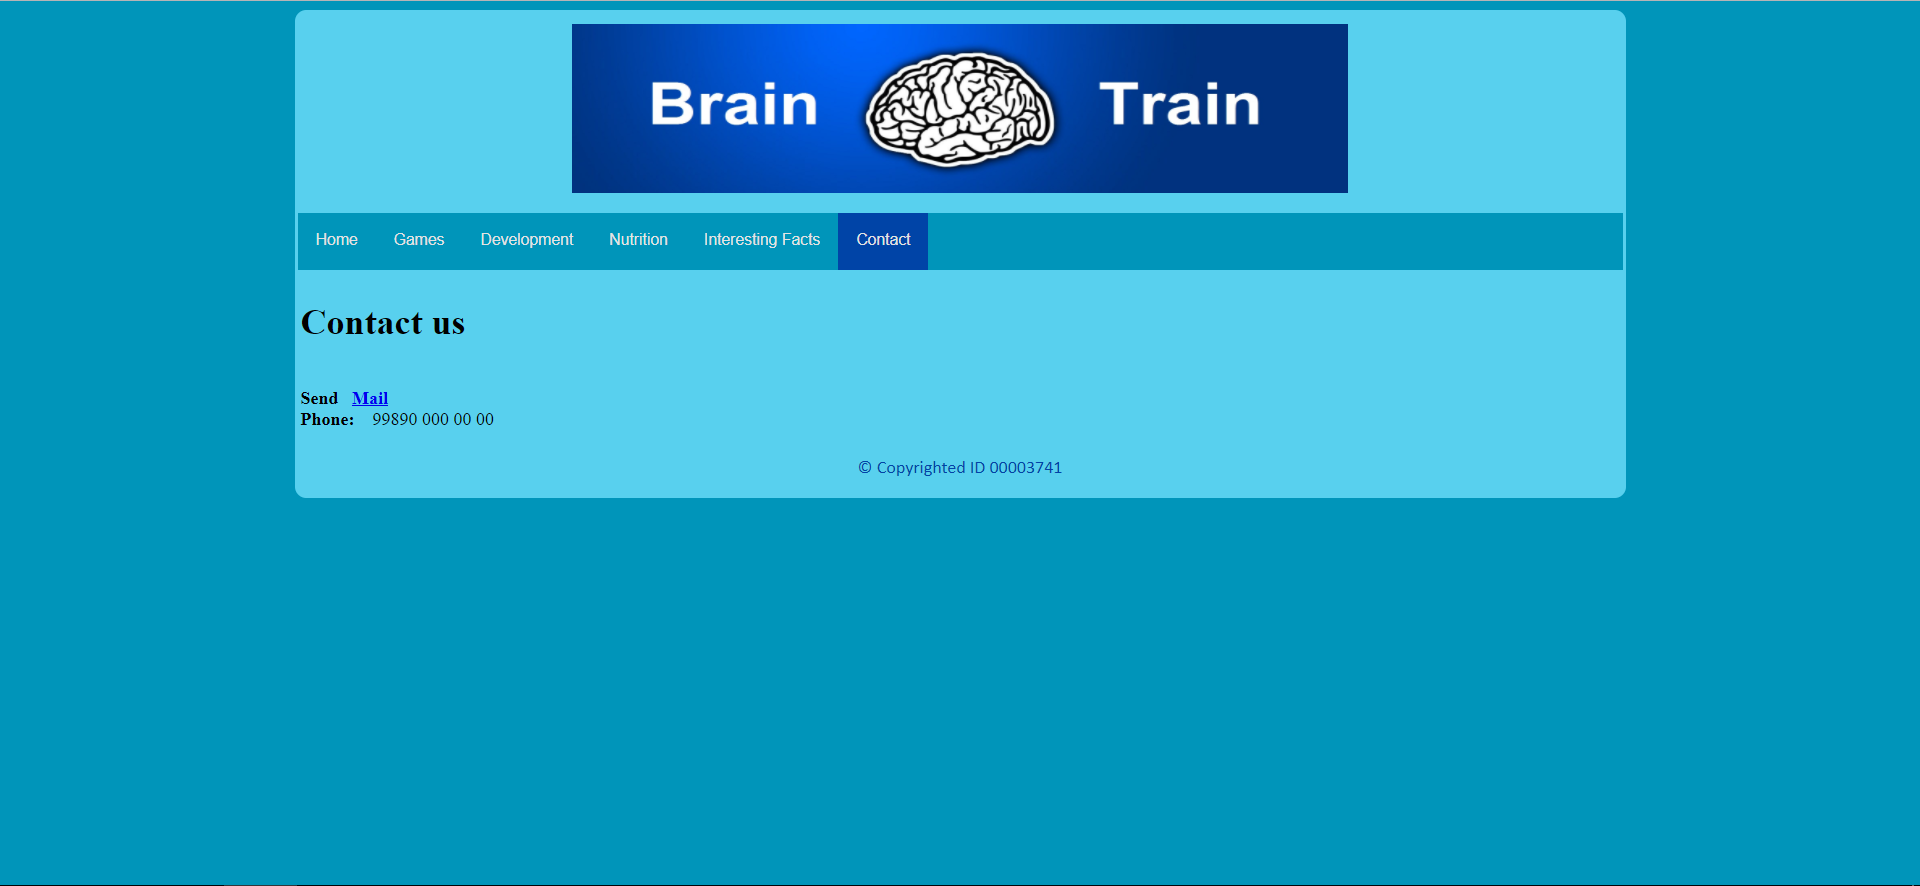 Brain Train
Home Games Development Nutrition Interesting Facts Contact
Contact us
Send Mail
Phone: 99890 000 00 00
© Copyrighted ID 00003741